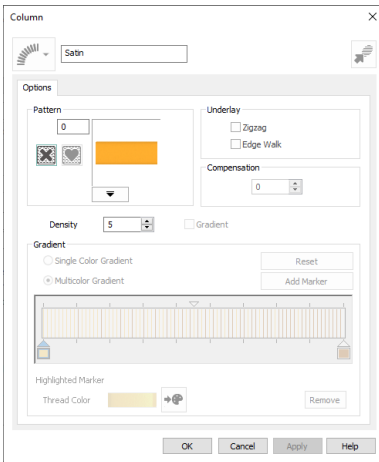 Column
Satin
Options
Pattern
0
Underlay
Zigzag
Edge Walk
Compensation
0
Density
5
Gradient
Gradient
Single Color Gradient
Reset
Multicolor Gradient
Add Marker
Highlighted Marker
Thread Color
Remove
OK
Cancel
Apply
Help